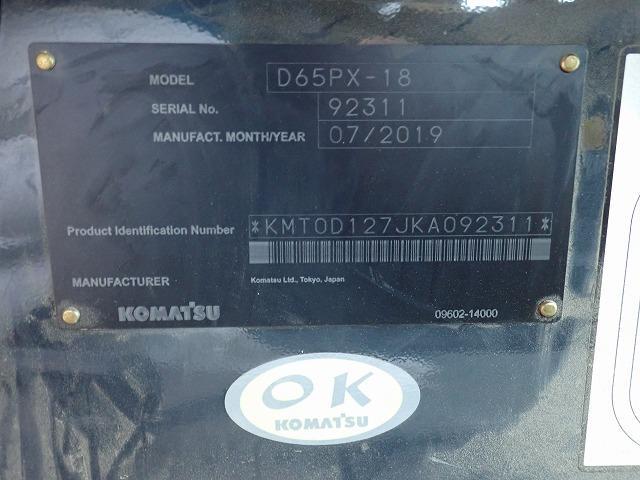 MODEL D65PX-18
SERIAL No. 92311
MANUFACT. MONTH/YEAR 07/2019
Product Identification Number *KMT0D127JKA092311*
MANUFACTURER Komatsu Ltd., Tokyo, Japan
KOMATSU 09602-14000
OK
KOMATSU